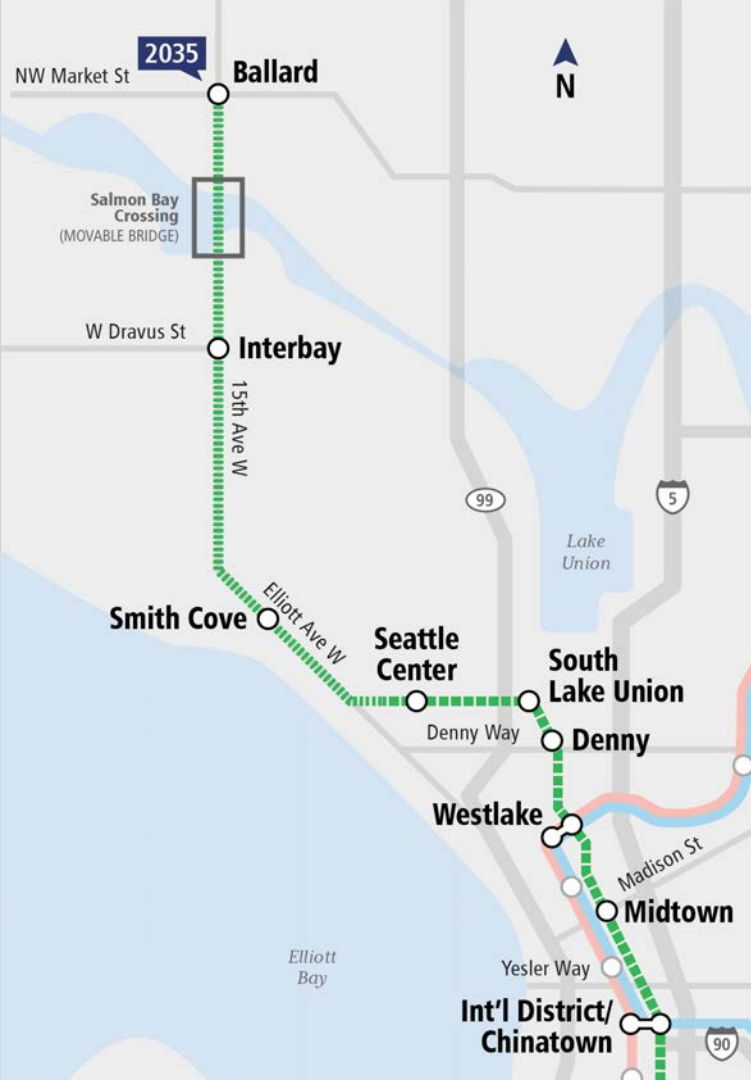 2035
Ballard
N
NW Market St
Salmon Bay
Crossing
(MOVABLE BRIDGE)
W Dravus St
Interbay
15th Ave W
99
5
Lake
Union
Smith Cove
Elliott Ave W
Seattle
Center
South
Lake Union
Denny Way
Denny
Westlake
Madison St
Midtown
Elliott
Bay
Yesler Way
Int'l District/
Chinatown
90